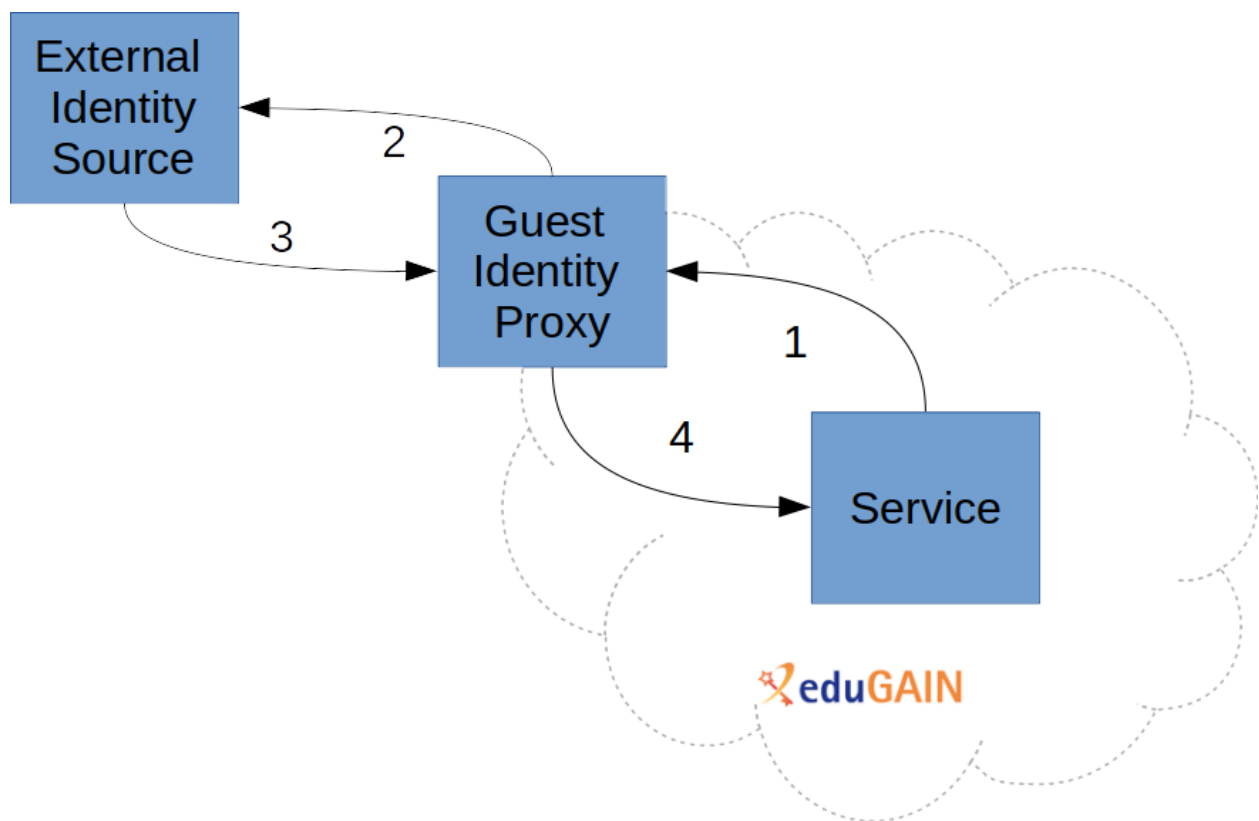 External
Identity
Source
2
3
Guest
Identity
Proxy
1
4
Service
eduGAIN